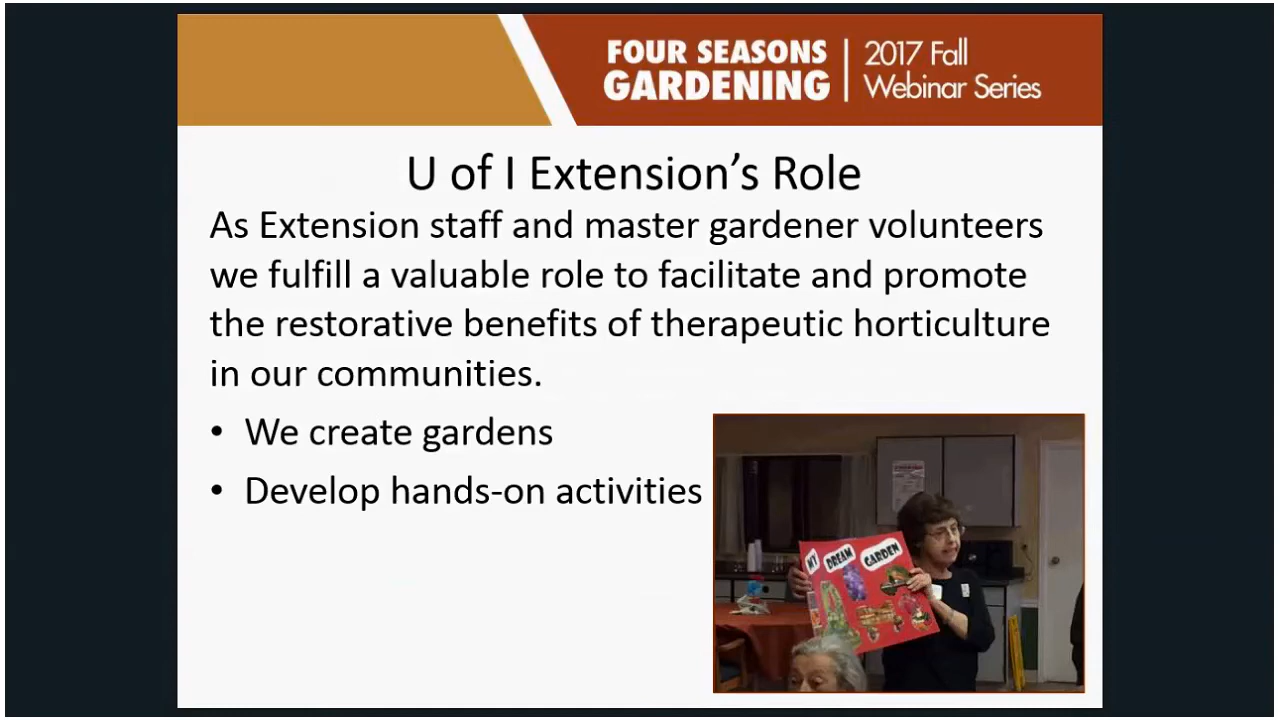 FOUR SEASONS
GARDENING
2017 Fall
Webinar Series
U of I Extension’s Role
As Extension staff and master gardener volunteers
we fulfill a valuable role to facilitate and promote
the restorative benefits of therapeutic horticulture
in our communities.
• We create gardens
• Develop hands-on activities
MY DREAM GARDEN